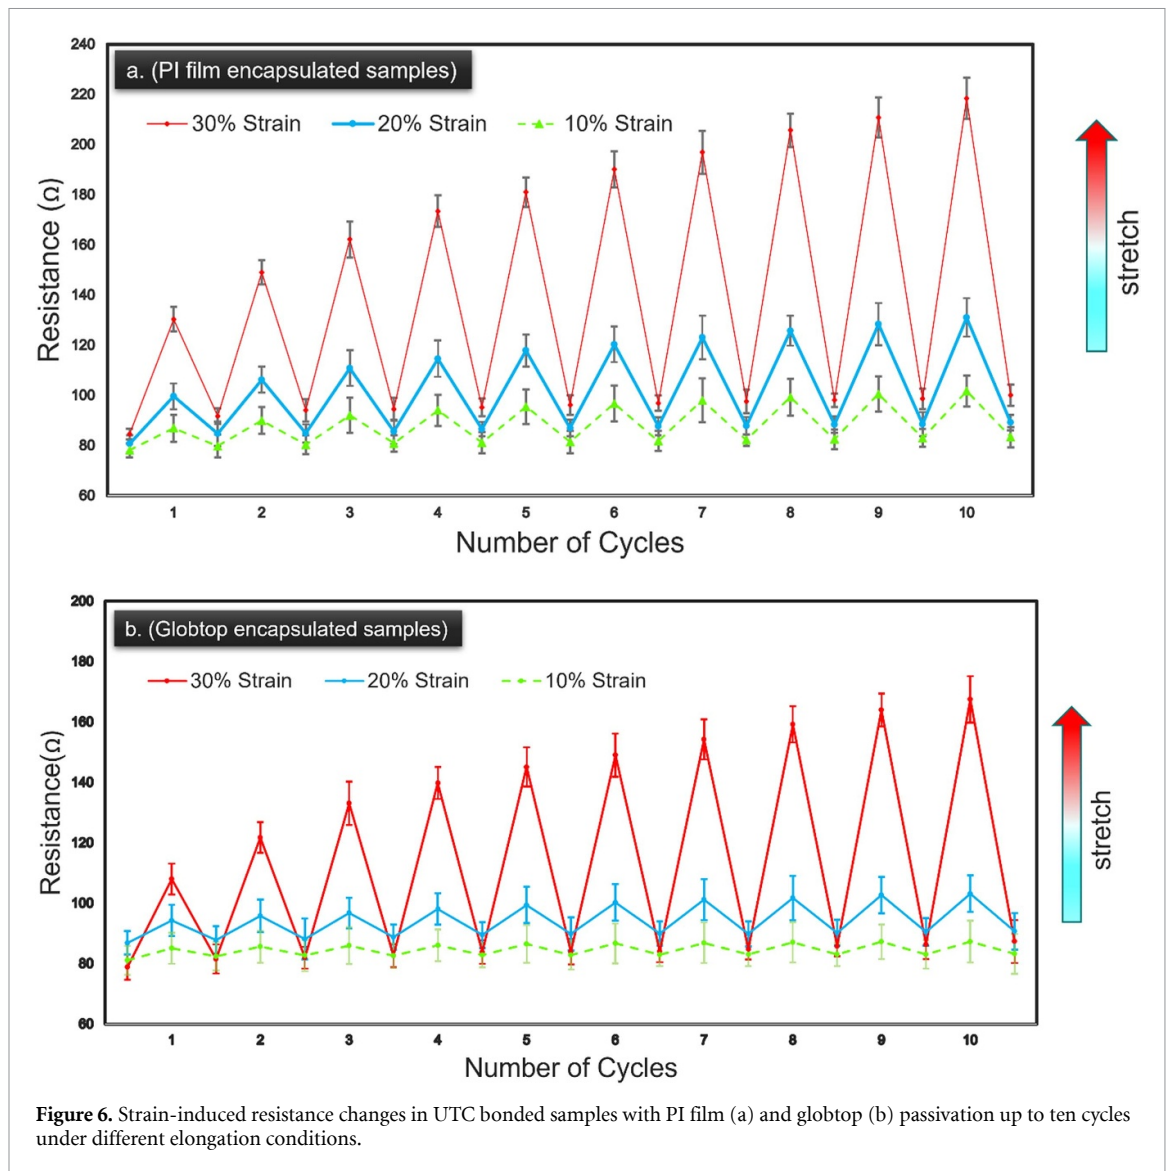 240
a. (PI film encapsulated samples)
220
30% Strain 20% Strain 10% Strain
200
180
160
140
120
100
80
60
Resistance (Ω)
stretch
1 2 3 4 5 6 7 8 9 10
Number of Cycles
200
b. (Globtop encapsulated samples)
180
30% Strain 20% Strain 10% Strain
160
140
120
100
80
60
Resistance(Ω)
stretch
1 2 3 4 5 6 7 8 9 10
Number of Cycles
Figure 6. Strain-induced resistance changes in UTC bonded samples with PI film (a) and globtop (b) passivation up to ten cycles
under different elongation conditions.